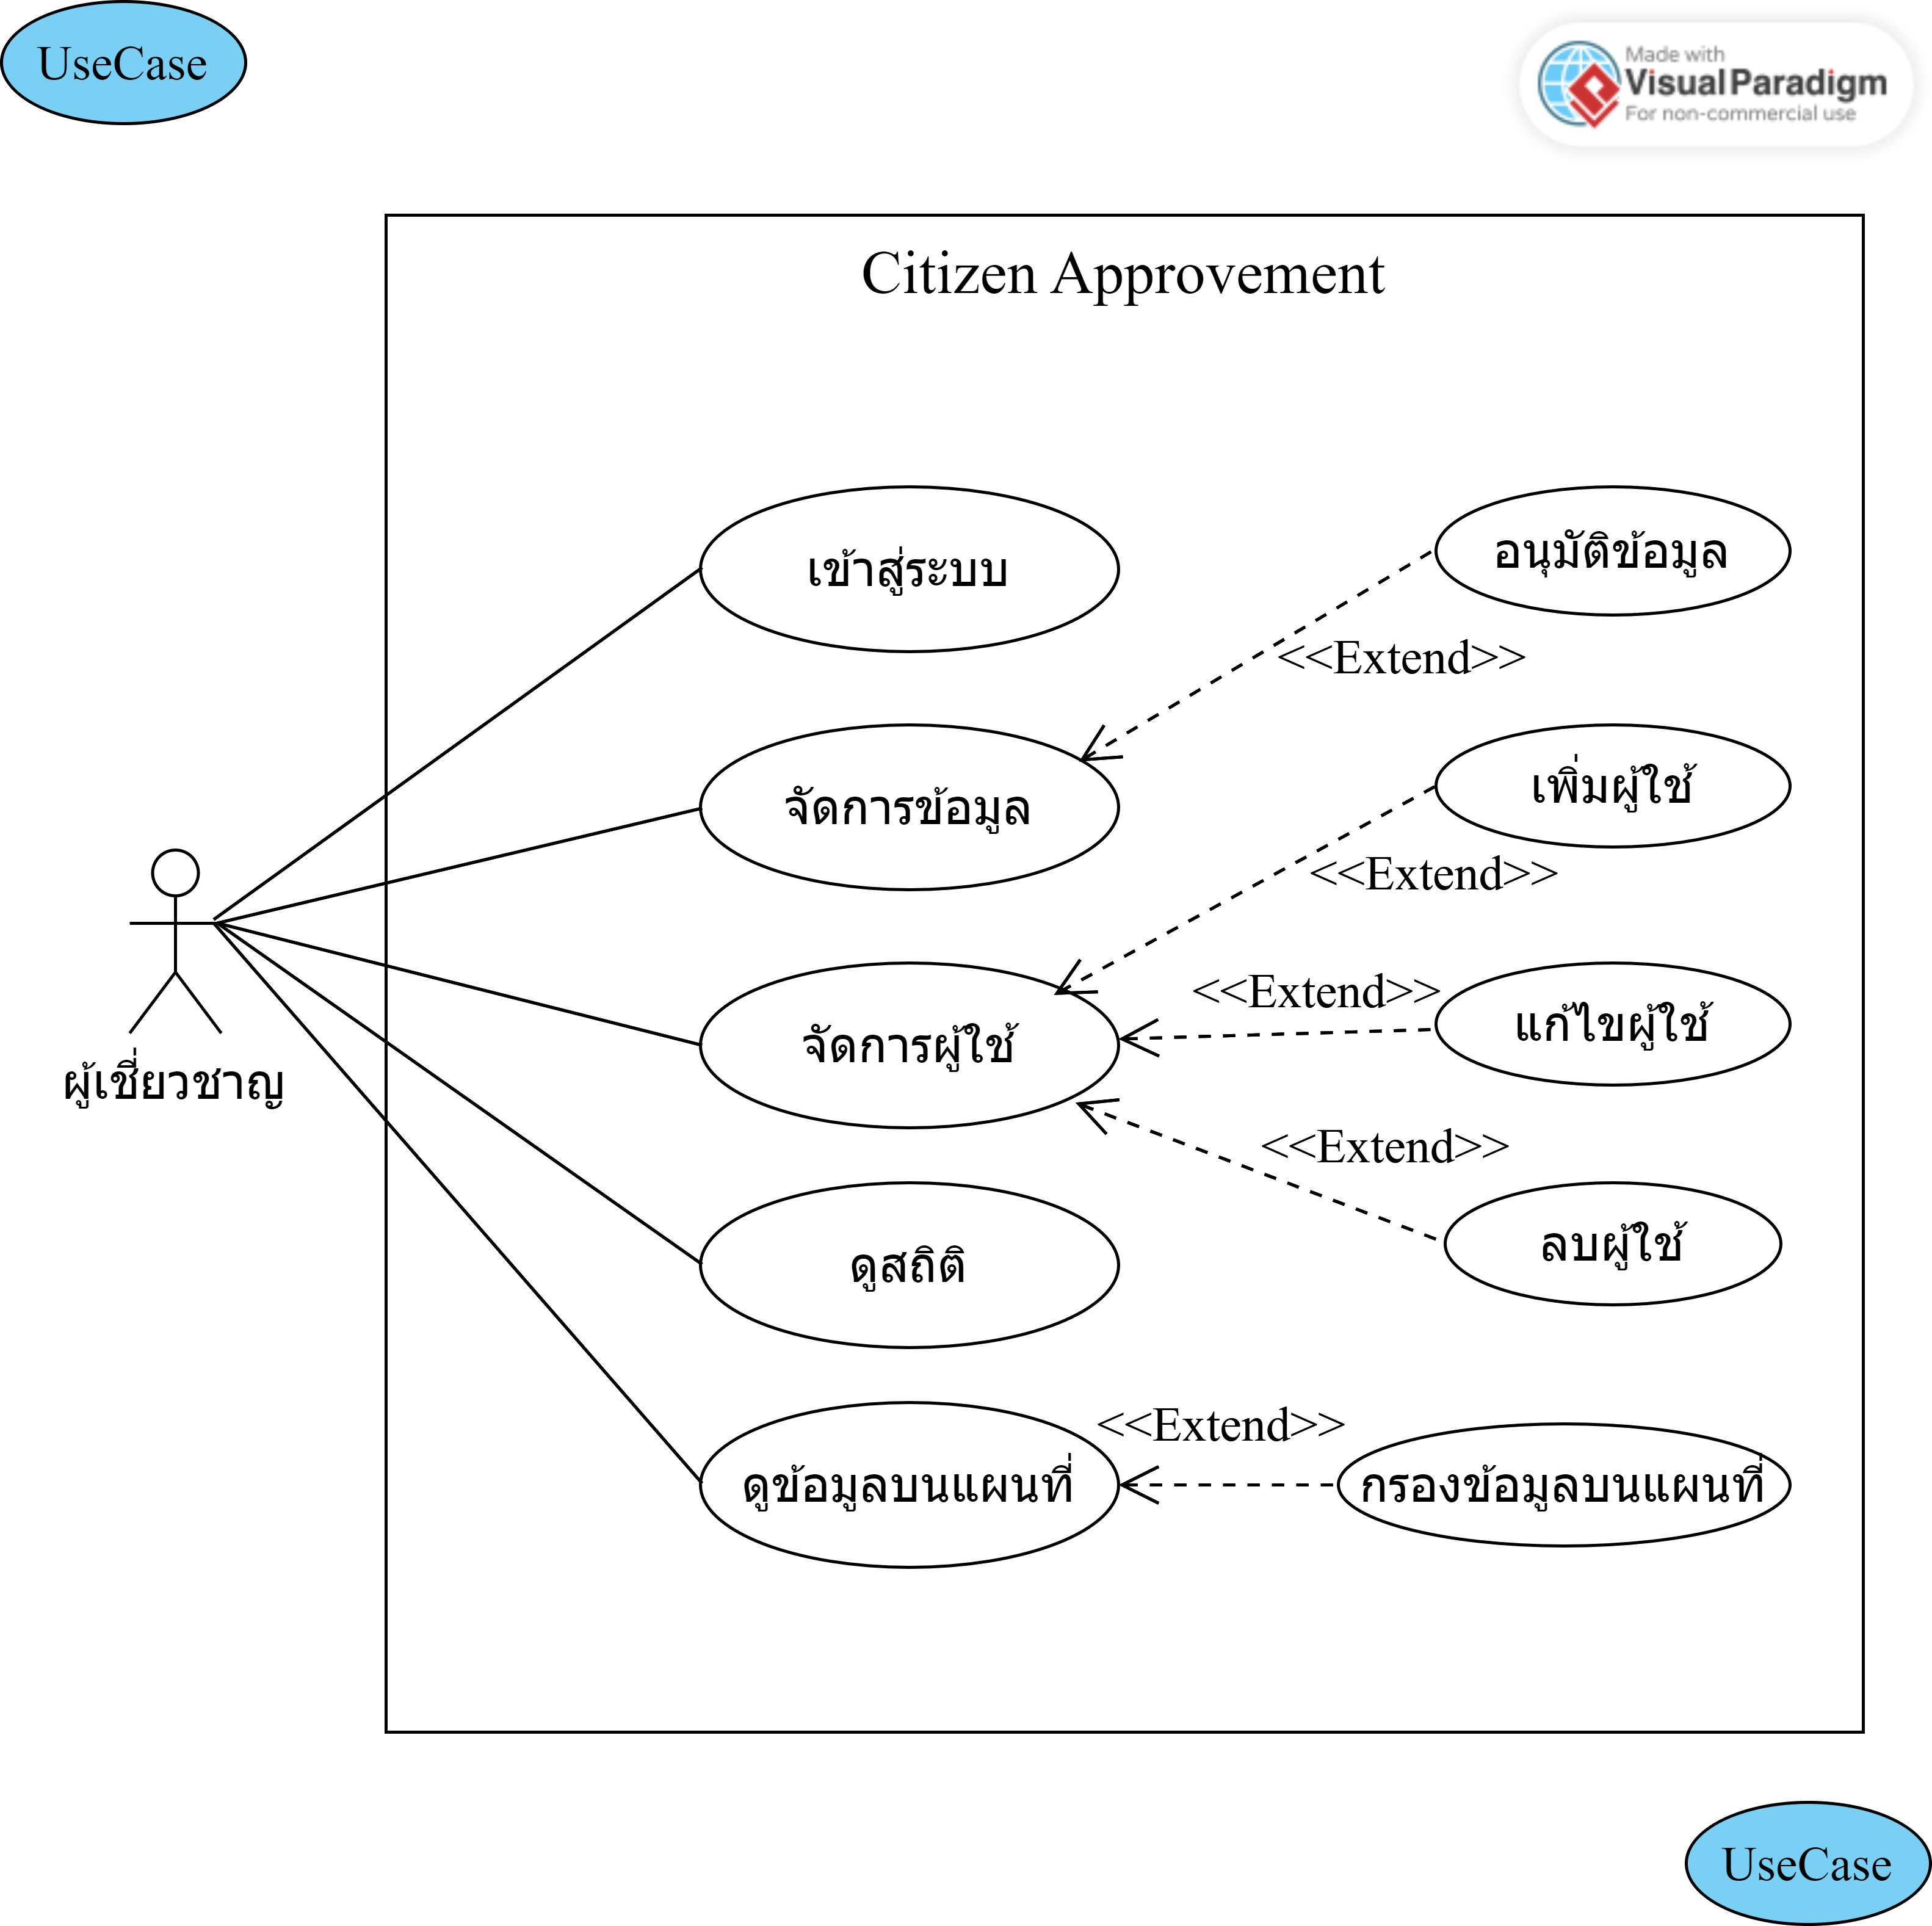 UseCase
Made with
Visual Paradigm
For non-commercial use
Citizen Approvement
เข้าสู่ระบบ
อนุมัติข้อมูล
<<Extend>>
จัดการข้อมูล
เพิ่มผู้ใช้
<<Extend>>
<<Extend>>
แก้ไขผู้ใช้
จัดการผู้ใช้
ผู้เชี่ยวชาญ
<<Extend>>
ลบผู้ใช้
ดูสถิติ
<<Extend>>
ดูข้อมูลบนแผนที่
กรองข้อมูลบนแผนที่
UseCase